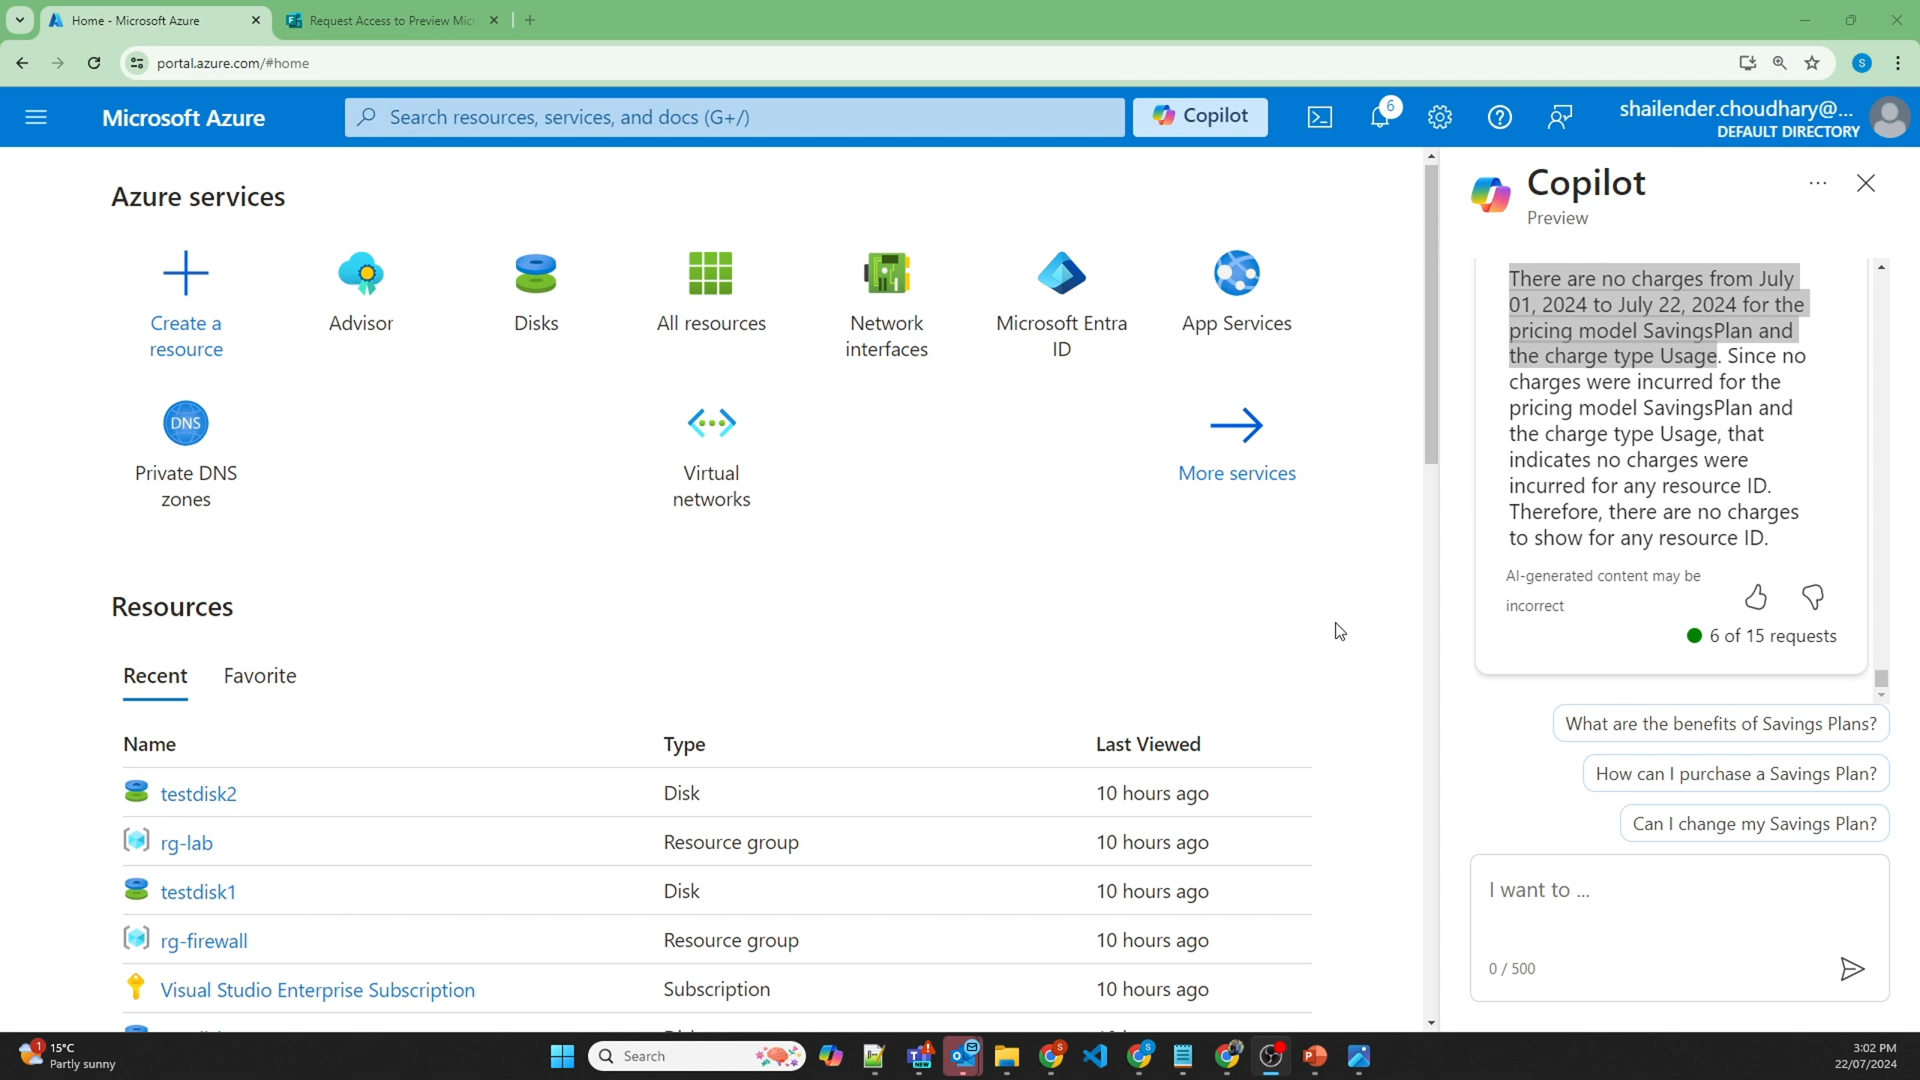 Home - Microsoft Azure
Request Access to Preview Mic
portal.azure.com/#home
S
Microsoft Azure
Search resources, services, and docs (G+/)
Copilot
6
shailender.choudhary@...
DEFAULT DIRECTORY
Azure services
Create a
resource
Advisor
Disks
All resources
Network
interfaces
Microsoft Entra
ID
App Services
DNS
Private DNS
zones
Virtual
networks
More services
Resources
Recent
Favorite
Name
Type
Last Viewed
testdisk2
Disk
10 hours ago
rg-lab
Resource group
10 hours ago
testdisk1
Disk
10 hours ago
rg-firewall
Resource group
10 hours ago
Visual Studio Enterprise Subscription
Subscription
10 hours ago
Copilot
Preview
There are no charges from July
01, 2024 to July 22, 2024 for the
pricing model SavingsPlan and
the charge type Usage. Since no
charges were incurred for the
pricing model SavingsPlan and
the charge type Usage, that
indicates no charges were
incurred for any resource ID.
Therefore, there are no charges
to show for any resource ID.
AI-generated content may be
incorrect
6 of 15 requests
What are the benefits of Savings Plans?
How can I purchase a Savings Plan?
Can I change my Savings Plan?
I want to ...
0 / 500
1
15°C
Partly sunny
Search
3:02 PM
22/07/2024